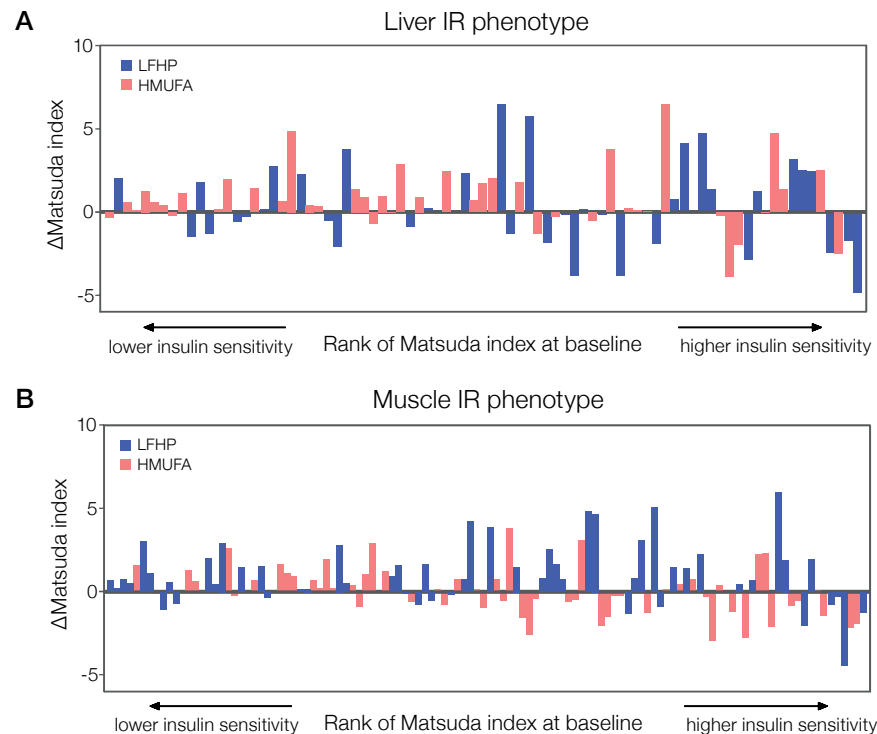 A
Liver IR phenotype
10
LFHP
HMUFA
5
ΔMatsuda index
0
-5
lower insulin sensitivity
Rank of Matsuda index at baseline
higher insulin sensitivity
B
Muscle IR phenotype
10
LFHP
HMUFA
5
ΔMatsuda index
0
-5
lower insulin sensitivity
Rank of Matsuda index at baseline
higher insulin sensitivity